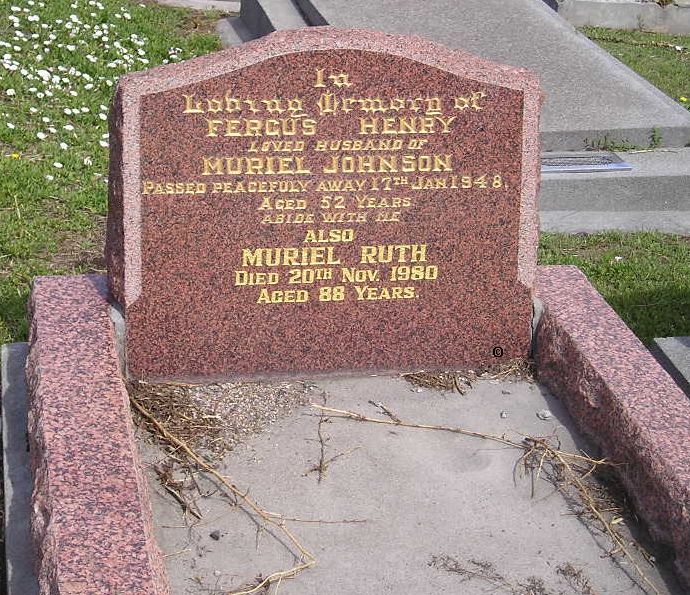 In
Loving Memory of
FERGUS HENRY
LOVED HUSBAND OF
MURIEL JOHNSON
PASSED PEACEFULY AWAY 17TH JAN 1948.
AGED 52 YEARS
ABIDE WITH ME
ALSO
MURIEL RUTH
DIED 20TH NOV. 1980
AGED 88 YEARS.